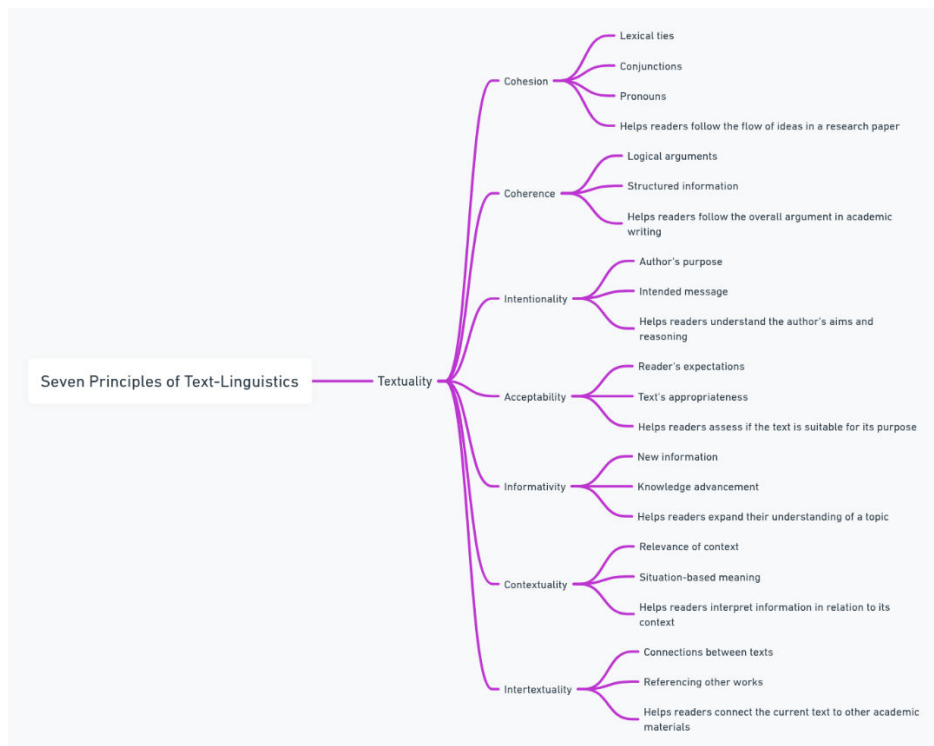 Seven Principles of Text-Linguistics
Textuality
Cohesion
Lexical ties
Conjunctions
Pronouns
Helps readers follow the flow of ideas in a research paper
Coherence
Logical arguments
Structured information
Helps readers follow the overall argument in academic
writing
Intentionality
Author's purpose
Intended message
Helps readers understand the author's aims and
reasoning
Acceptability
Reader's expectations
Text's appropriateness
Helps readers assess if the text is suitable for its purpose
Informativity
New information
Knowledge advancement
Helps readers expand their understanding of a topic
Contextuality
Relevance of context
Situation-based meaning
Helps readers interpret information in relation to its
context
Intertextuality
Connections between texts
Referencing other works
Helps readers connect the current text to other academic
materials